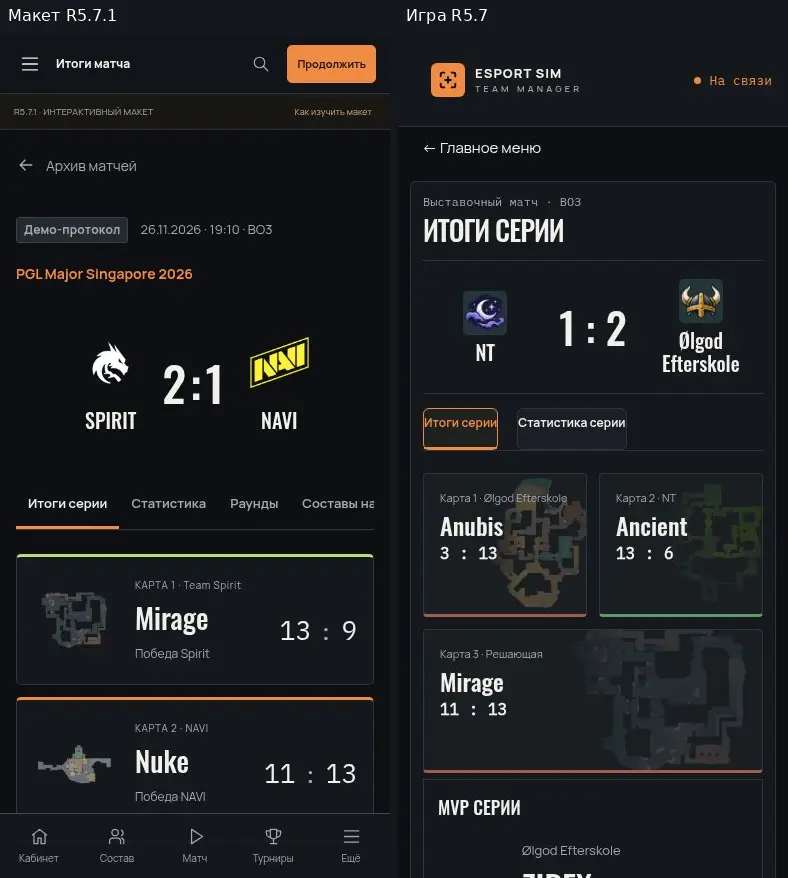 Макет R5.7.1
Итоги матча
Продолжить
R5.7.1 · ИНТЕРАКТИВНЫЙ МАКЕТ
Как изучить макет
← Архив матчей
Демо-протокол
26.11.2026 · 19:10 · BO3
PGL Major Singapore 2026
NAVI
2:1
SPIRIT
NAVI
Итоги серии
Статистика
Раунды
Составы на
КАРТА 1 · Team Spirit
Mirage
13 : 9
Победа Spirit
КАРТА 2 · NAVI
Nuke
11 : 13
Победа NAVI
Кабинет
Состав
Матч
Турниры
Ещё
Игра R5.7
ESPORT SIM
TEAM MANAGER
На связи
← Главное меню
Выставочный матч · BO3
ИТОГИ СЕРИИ
NT
1 : 2
Ølgod
Efterskole
Итоги серии
Статистика серии
Карта 1 · Ølgod Efterskole
Anubis
3 : 13
Карта 2 · NT
Ancient
13 : 6
Карта 3 · Решающая
Mirage
11 : 13
MVP СЕРИИ
Ølgod Efterskole